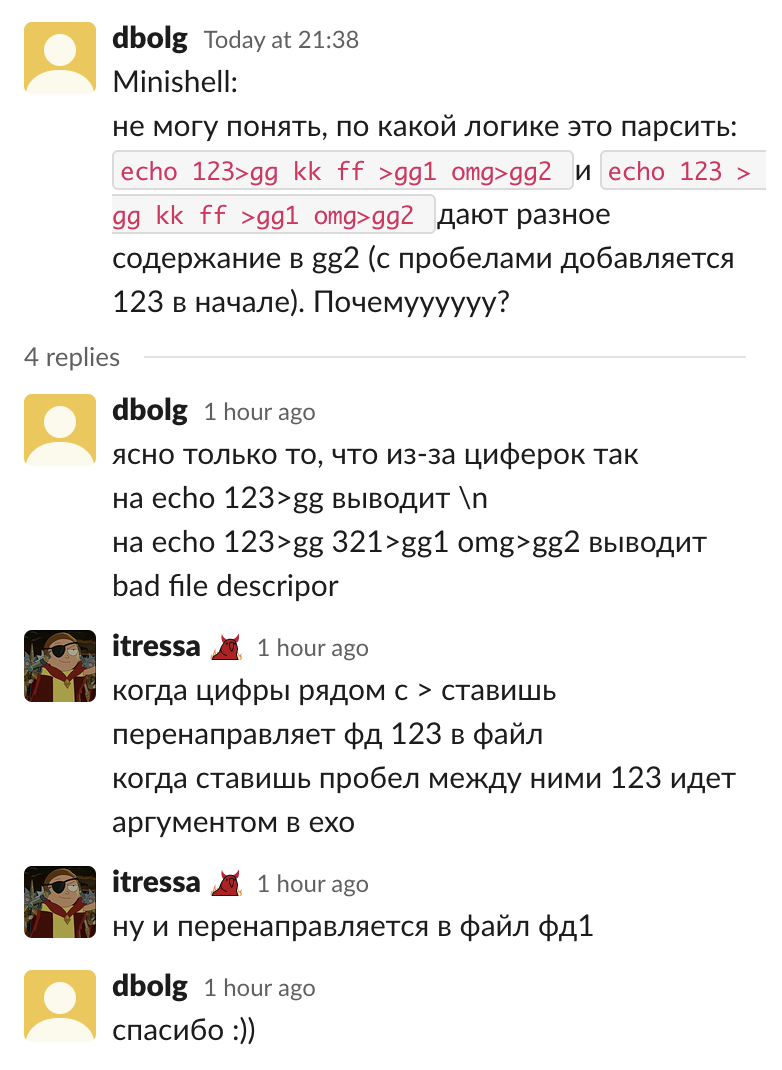 dbolg Today at 21:38
Minishell:
не могу понять, по какой логике это парсить:
echo 123>gg kk ff >gg1 omg>gg2 и echo 123 >
gg kk ff >gg1 omg>gg2 дают разное
содержание в gg2 (с пробелами добавляется
123 в начале). Почемуууууу?
4 replies
dbolg 1 hour ago
ясно только то, что из-за циферок так
на echo 123>gg выводит \n
на echo 123>gg 321>gg1 omg>gg2 выводит
bad file descripor
itressa 1 hour ago
когда цифры рядом с > ставишь
перенаправляет фд 123 в файл
когда ставишь пробел между ними 123 идет
аргументом в ехо
itressa 1 hour ago
ну и перенаправляется в файл фд1
dbolg 1 hour ago
спасибо :))